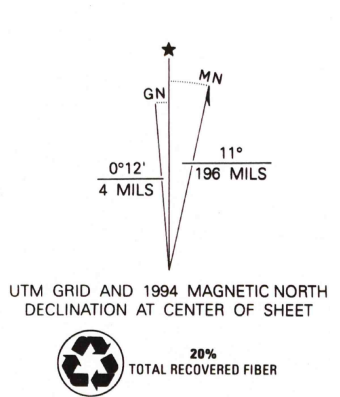 ★
MN
GN
0°12'
4 MILS
11°
196 MILS
UTM GRID AND 1994 MAGNETIC NORTH
DECLINATION AT CENTER OF SHEET
20%
TOTAL RECOVERED FIBER